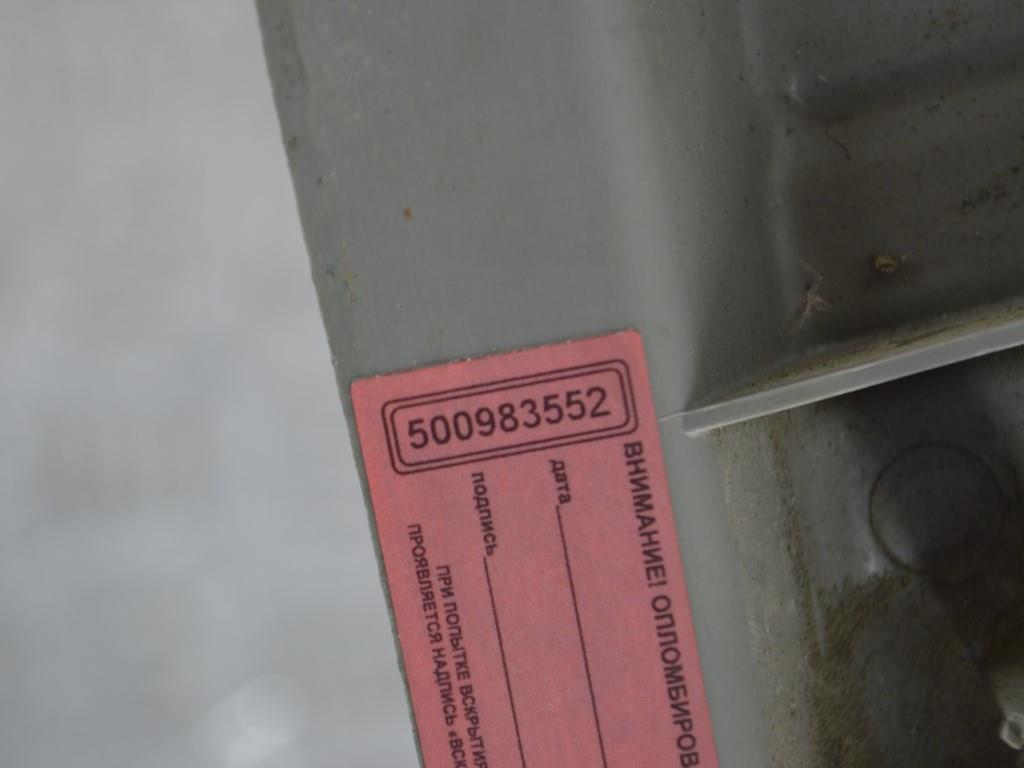 500983552
ВНИМАНИЕ! ОПЛОМБИРОВ
дата
подпись
ПРИ ПОПЫТКЕ ВСКРЫТИЯ
ПРОЯВЛЯЕТСЯ НАДПИСЬ «ВСК